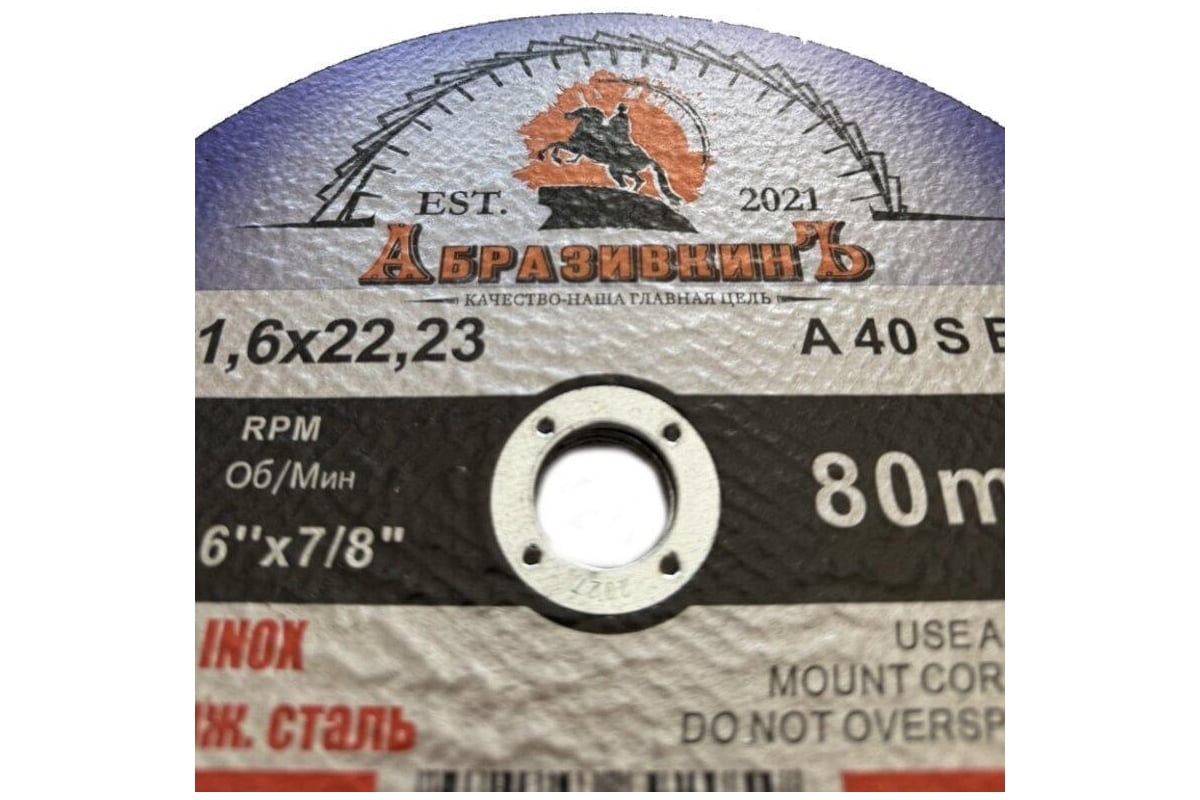 EST. 2021
АБРАЗИВКИНЪ
КАЧЕСТВО-НАША ГЛАВНАЯ ЦЕЛЬ
1,6x22,23
A 40 S B
RPM
Об/Мин
80m
6''x7/8"
2027
INOX
Ж. СТАЛЬ
USE A
MOUNT COR
DO NOT OVERSP